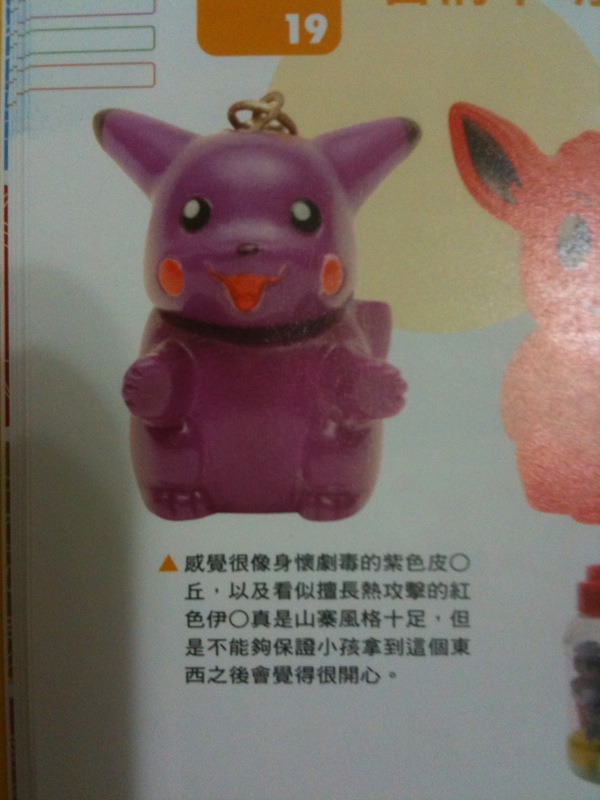 19
▲感覺很像身懷劇毒的紫色皮〇
丘，以及看似擅長熱攻擊的紅
色伊〇真是山寨風格十足，但
是不能夠保證小孩拿到這個東
西之後會覺得很開心。